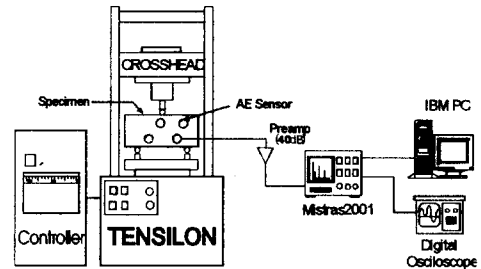 CROSSHEAD
Specimen
AE Sensor
Preamp
(40dB)
IBM PC
Mistras2001
Controller
TENSILON
Digital
Osciloscope